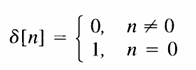 δ[n] = { 0, n ≠ 0
1, n = 0